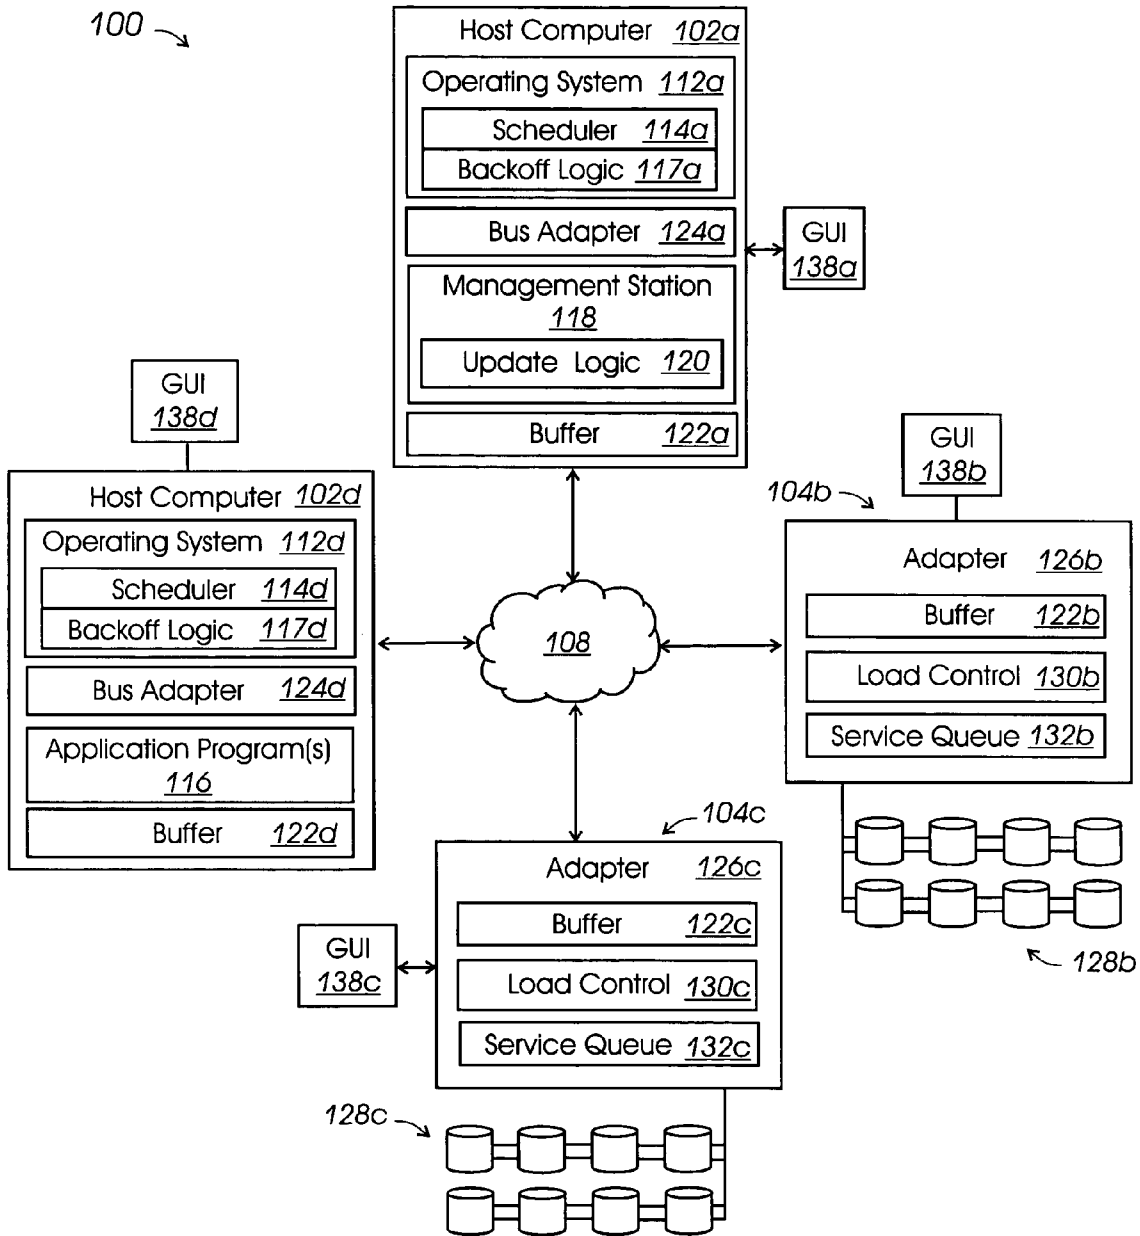 100
Host Computer 102a
Operating System 112a
Scheduler 114a
Backoff Logic 117a
Bus Adapter 124a
Management Station
118
Update Logic 120
Buffer 122a
GUI
138a
GUI
138d
Host Computer 102d
Operating System 112d
Scheduler 114d
Backoff Logic 117d
Bus Adapter 124d
Application Program(s)
116
Buffer 122d
108
GUI
138b
104b
Adapter 126b
Buffer 122b
Load Control 130b
Service Queue 132b
128b
104c
Adapter 126c
Buffer 122c
Load Control 130c
Service Queue 132c
GUI
138c
128c